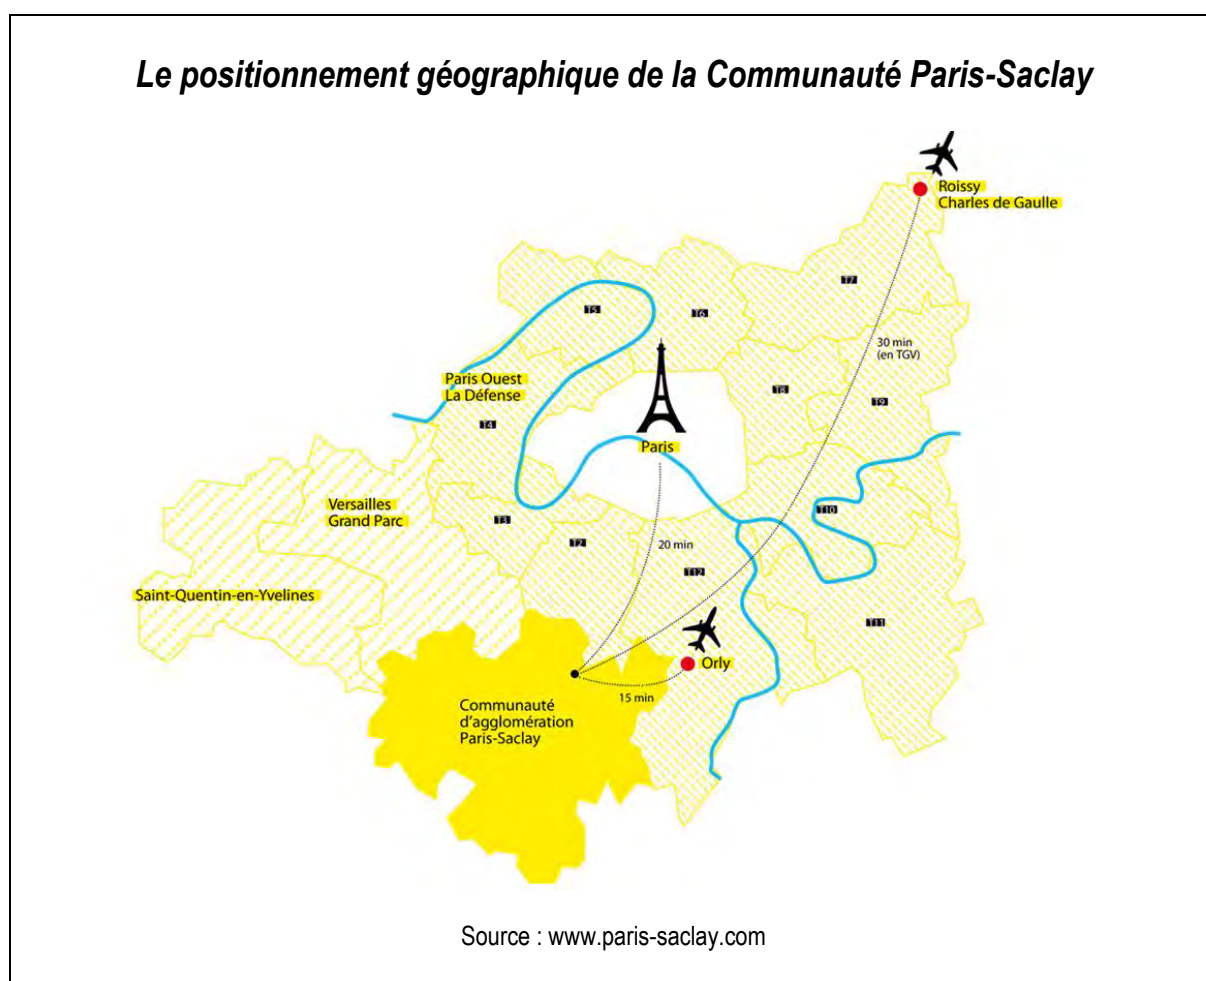 Le positionnement géographique de la Communauté Paris-Saclay
Roissy
Charles de Gaulle
T7
T5
T6
30 min
(en TGV)
Paris Ouest
La Défense
T8
T9
T4
Paris
Versailles
Grand Parc
T3
T10
T2
20 min
T12
Saint-Quentin-en-Yvelines
T11
Orly
15 min
Communauté
d'agglomération
Paris-Saclay
Source : www.paris-saclay.com